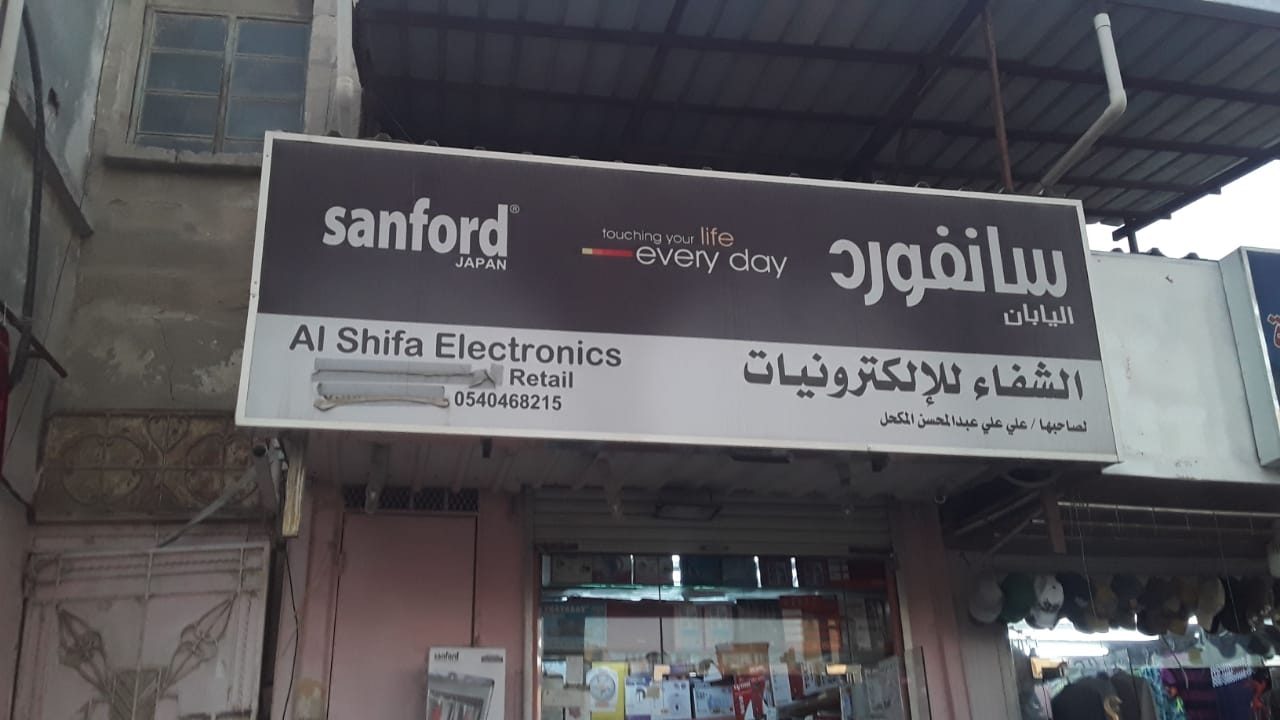 sanford®
JAPAN
touching your life
every day
سانفورد
اليابان
Al Shifa Electronics
Retail
0540468215
الشفاء للإلكترونيات
لصاحبها / علي علي عبدالمحسن المكحل
sanford